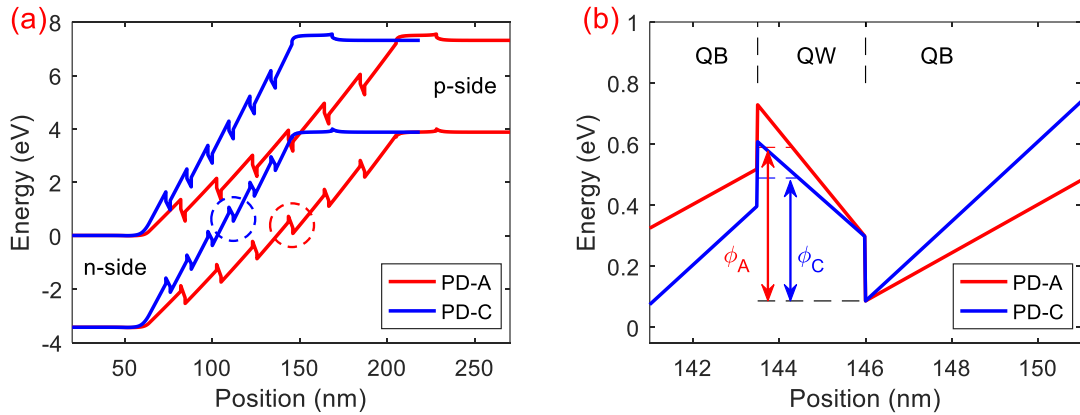 (a)
Energy (eV)
8
6
4
2
0
-2
-4
p-side
n-side
PD-A
PD-C
50 100 150 200 250
Position (nm)
(b)
Energy (eV)
1
0.8
0.6
0.4
0.2
0
QB QW QB
ϕA
ϕC
PD-A
PD-C
142 144 146 148 150
Position (nm)